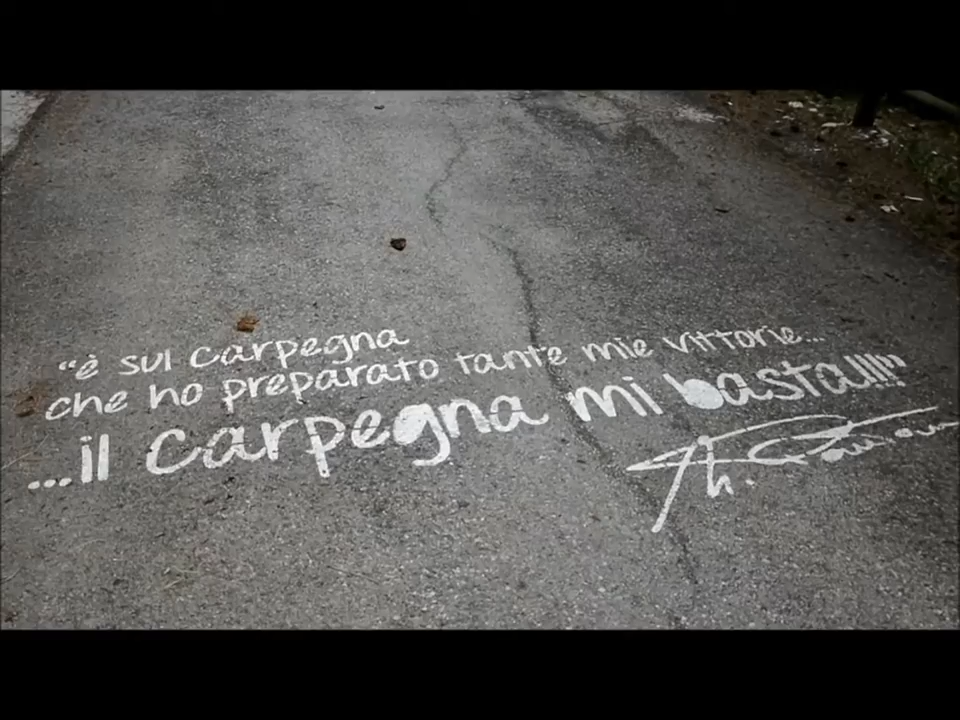 "è sul carpegna
che ho preparato tante mie vittorie...
...il carpegna mi basta!!!"